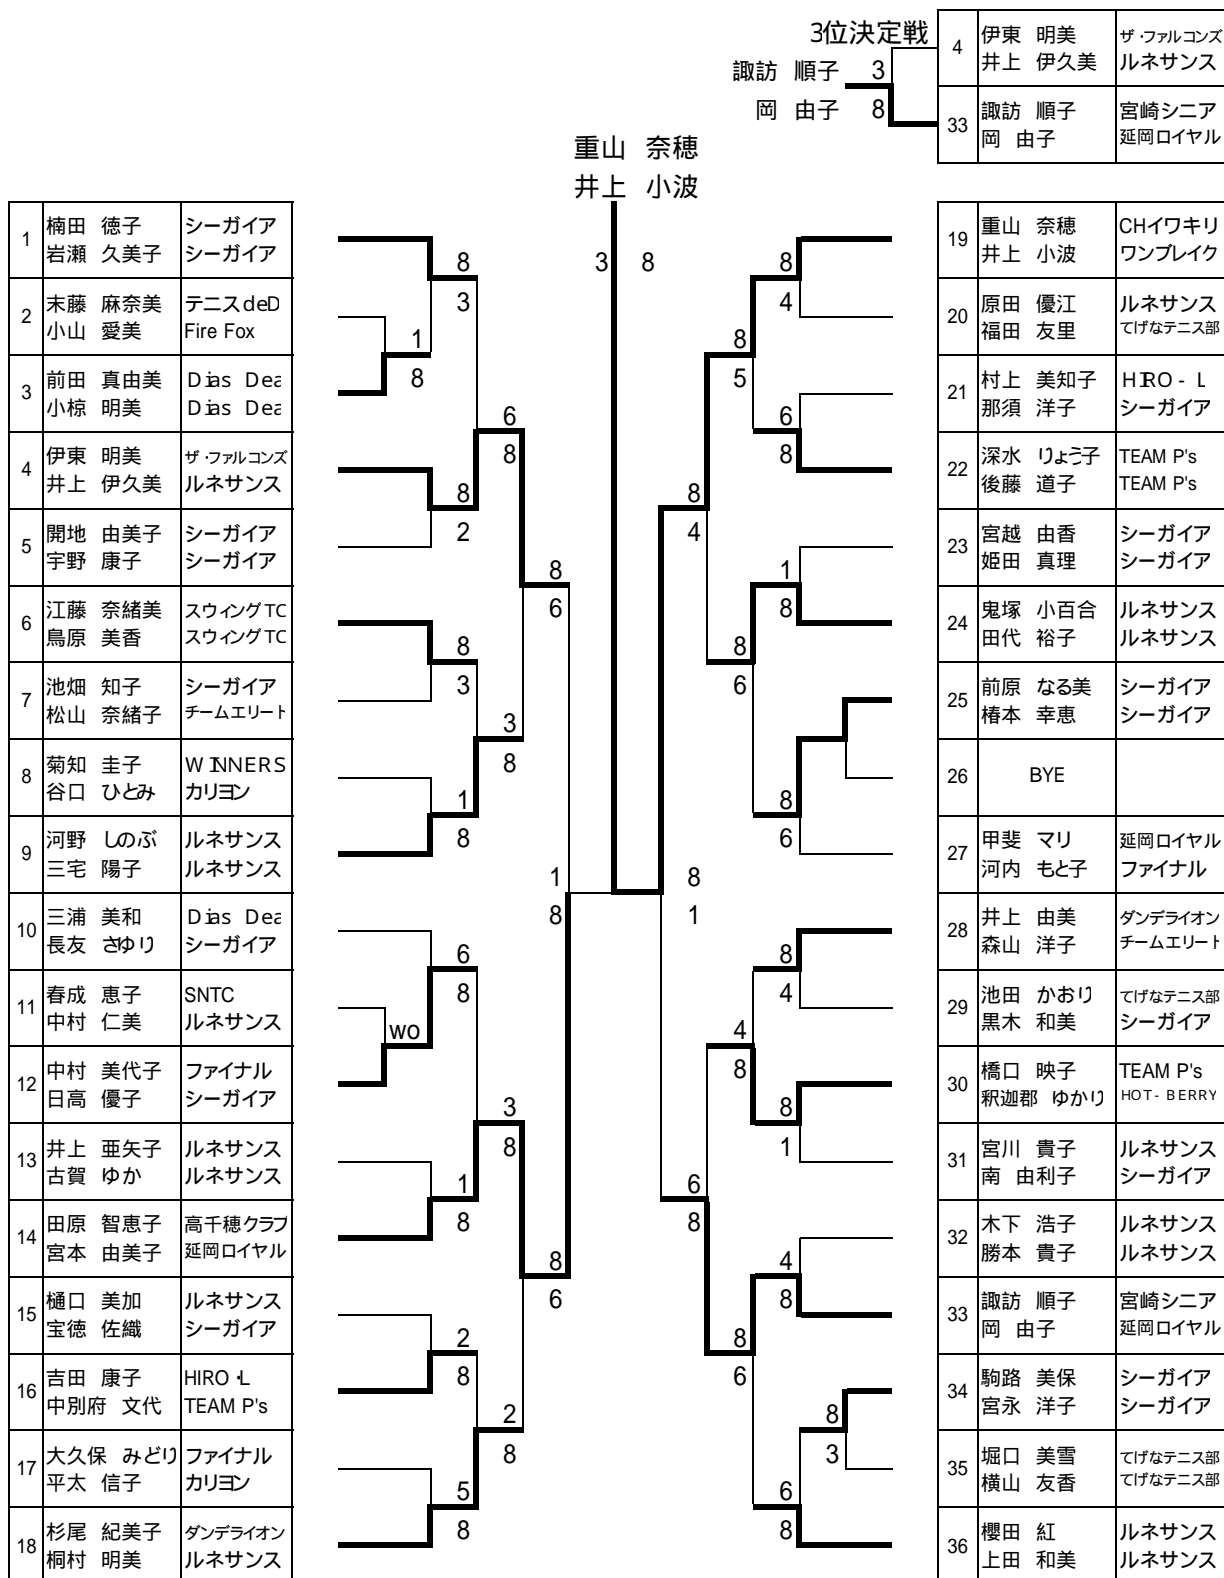 3位決定戦
4 伊東 明美 ザ・ファルコンズ
井上 伊久美 ルネサンス
諏訪 順子 3
岡 由子 8
33 諏訪 順子 宮崎シニア
岡 由子 延岡ロイヤル
重山 奈穂
井上 小波
3 8
1 楠田 徳子 シーガイア
岩瀬 久美子 シーガイア
8
3
2 末藤 麻奈美 テニスdeD
小山 愛美 Fire Fox
1
8
3 前田 真由美 Dias Dea
小椋 明美 Dias Dea
6
8
4 伊東 明美 ザ・ファルコンズ
井上 伊久美 ルネサンス
8
2
5 開地 由美子 シーガイア
宇野 康子 シーガイア
8
6
6 江藤 奈緒美 スウィングTC
鳥原 美香 スウィングTC
8
3
7 池畑 知子 シーガイア
松山 奈緒子 チームエリート
3
8
8 菊知 圭子 WINNERS
谷口 ひとみ カリヨン
1
8
9 河野 しのぶ ルネサンス
三宅 陽子 ルネサンス
1
8
10 三浦 美和 Dias Dea
長友 さゆり シーガイア
6
8
11 春成 恵子 SNTC
中村 仁美 ルネサンス
wo
12 中村 美代子 ファイナル
日高 優子 シーガイア
3
8
13 井上 亜矢子 ルネサンス
古賀 ゆか ルネサンス
1
8
14 田原 智恵子 高千穂クラブ
宮本 由美子 延岡ロイヤル
8
6
15 樋口 美加 ルネサンス
宝徳 佐織 シーガイア
2
8
16 吉田 康子 HIRO・L
中別府 文代 TEAM P's
2
8
17 大久保 みどり ファイナル
平太 信子 カリヨン
5
8
18 杉尾 紀美子 ダンデライオン
桐村 明美 ルネサンス
19 重山 奈穂 CHイワキリ
井上 小波 ワンブレイク
8
4
20 原田 優江 ルネサンス
福田 友里 てげなテニス部
8
5
21 村上 美知子 HIRO-L
那須 洋子 シーガイア
6
8
22 深水 りょう子 TEAM P's
後藤 道子 TEAM P's
8
4
23 宮越 由香 シーガイア
姫田 真理 シーガイア
1
8
24 鬼塚 小百合 ルネサンス
田代 裕子 ルネサンス
8
6
25 前原 なる美 シーガイア
椿本 幸恵 シーガイア
26 BYE
8
6
27 甲斐 マリ 延岡ロイヤル
河内 もと子 ファイナル
8
1
28 井上 由美 ダンデライオン
森山 洋子 チームエリート
8
4
29 池田 かおり てげなテニス部
黒木 和美 シーガイア
4
8
30 橋口 映子 TEAM P's
釈迦郡 ゆかり HOT-BERRY
8
1
31 宮川 貴子 ルネサンス
南 由利子 シーガイア
6
8
32 木下 浩子 ルネサンス
勝本 貴子 ルネサンス
4
8
33 諏訪 順子 宮崎シニア
岡 由子 延岡ロイヤル
8
6
34 駒路 美保 シーガイア
宮永 洋子 シーガイア
8
3
35 堀口 美雪 てげなテニス部
横山 友香 てげなテニス部
6
8
36 櫻田 紅 ルネサンス
上田 和美 ルネサンス